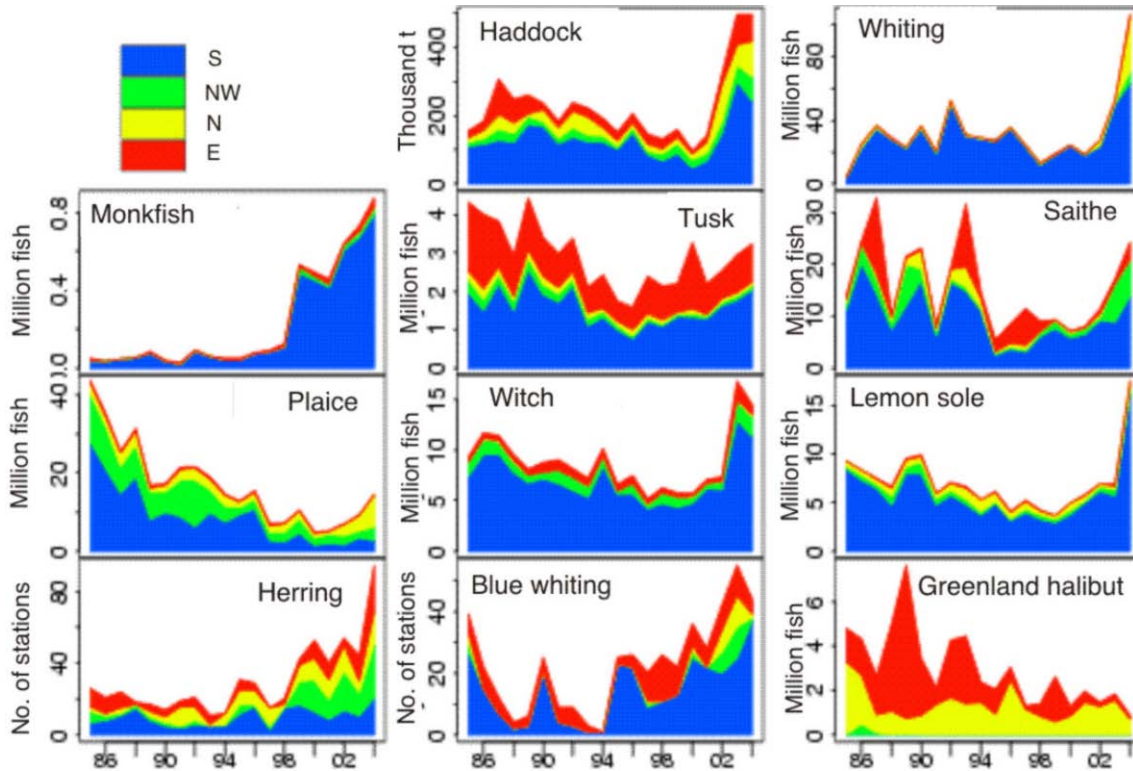 S
NW
N
E
Haddock
Thousand t
0 200 400
Whiting
Million fish
0 40 80
Monkfish
Million fish
0.0 0.4 0.8
Tusk
Million fish
0 1 2 3 4
Saithe
Million fish
0 10 20 30
Plaice
Million fish
0 20 40
Witch
Million fish
0 5 10 15
Lemon sole
Million fish
0 5 10 15
Herring
No. of stations
0 40 80
Blue whiting
No. of stations
0 20 40
Greenland halibut
Million fish
0 2 4 6
86 90 94 98 02
86 90 94 98 02
86 90 94 98 02